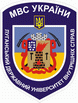 МВС УКРАЇНИ
ЛУГАНСЬКИЙ ДЕРЖАВНИЙ УНІВЕРСИТЕТ ВНУТРІШНІХ СПРАВ